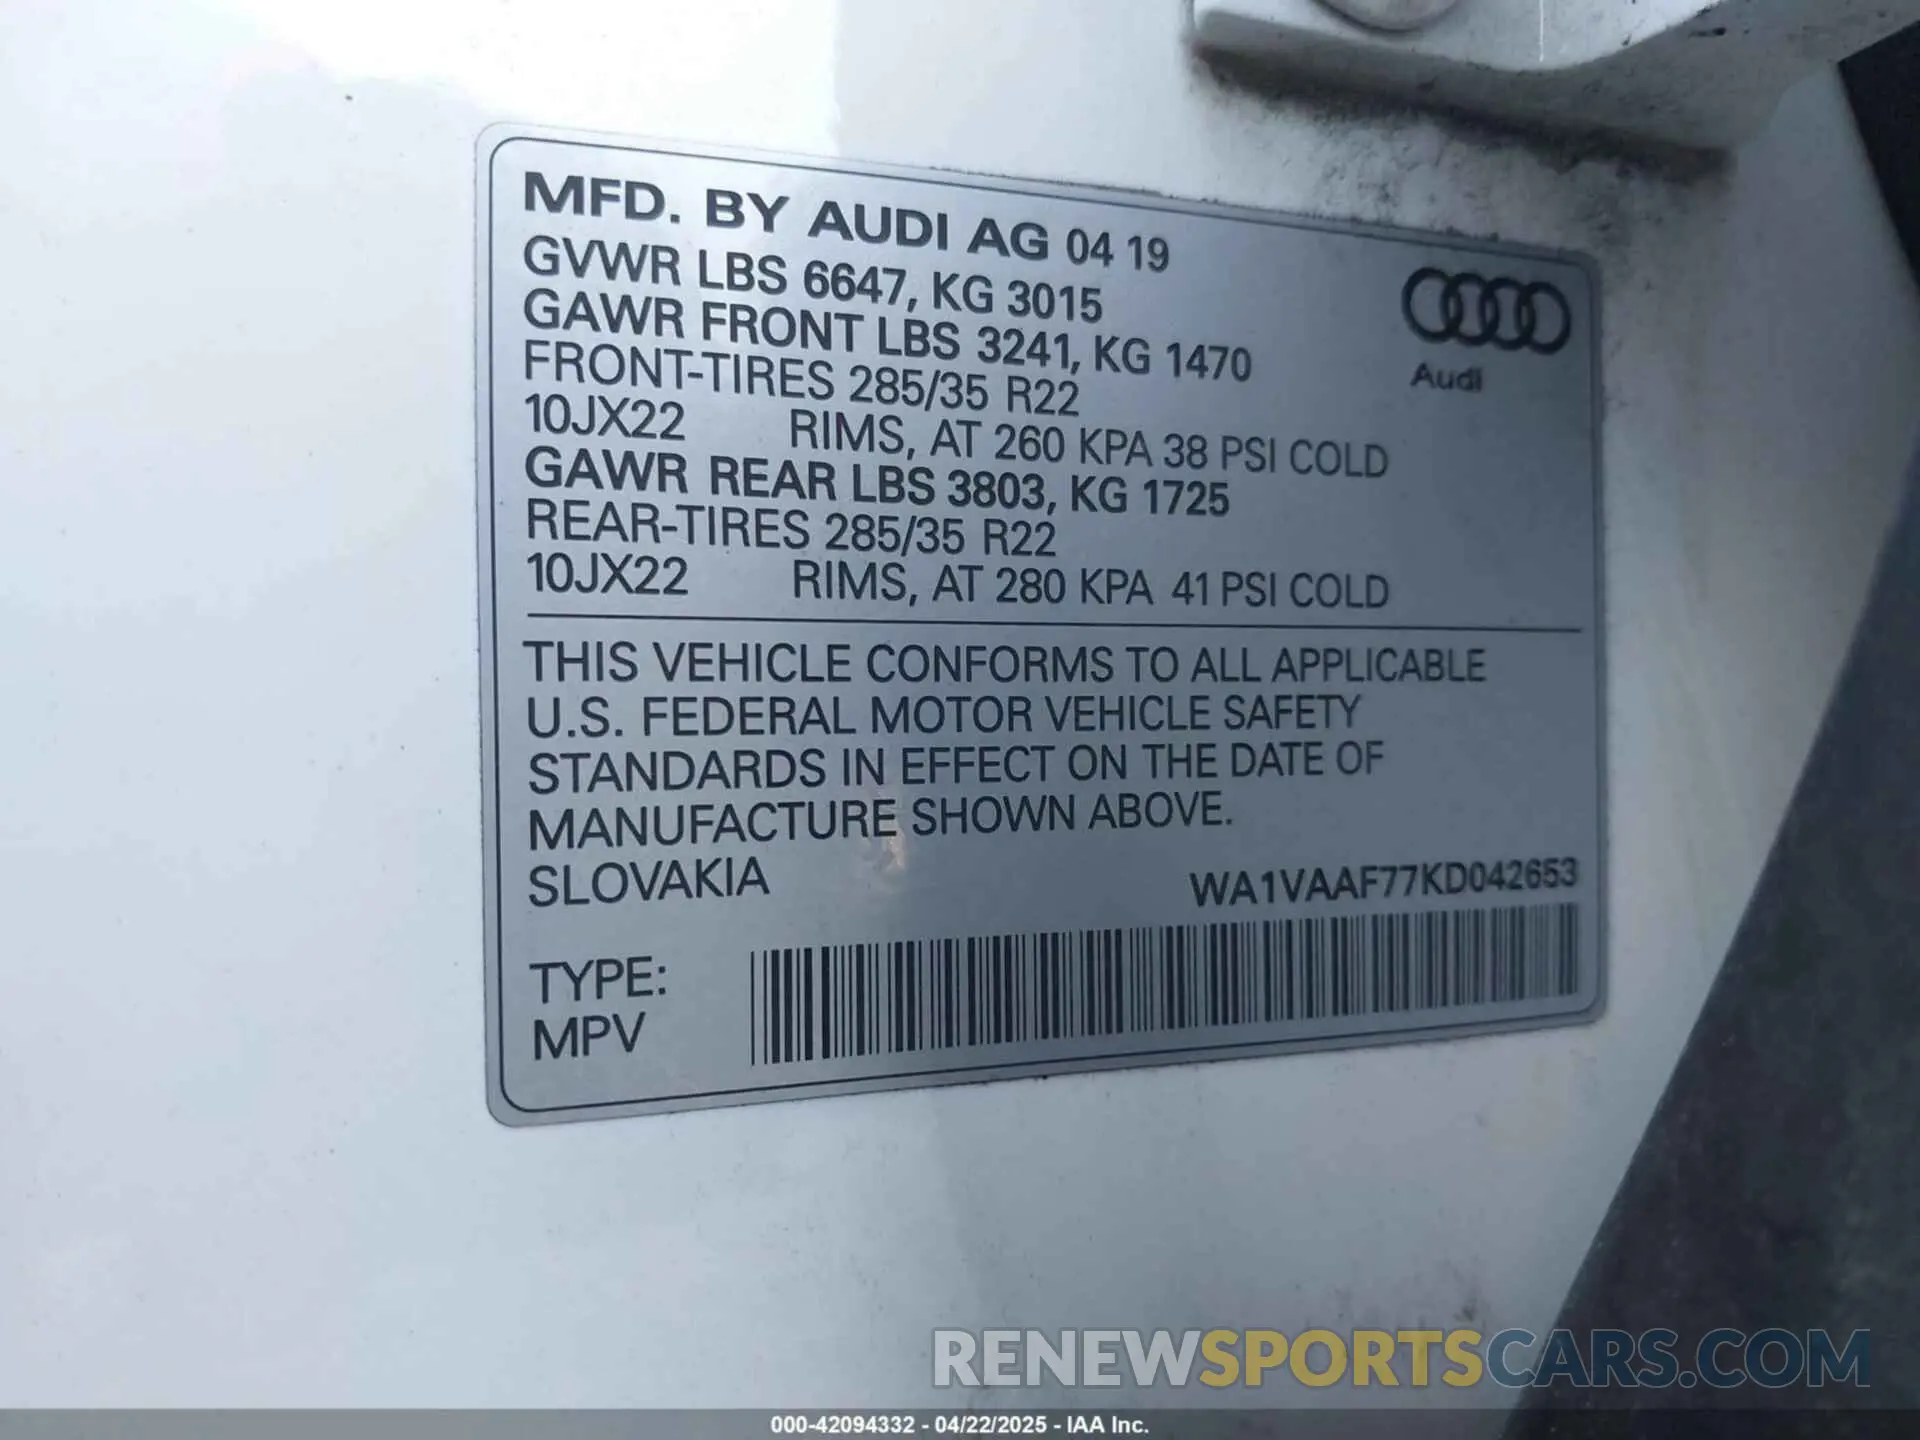 MFD. BY AUDI AG 04 19
GVWR LBS 6647, KG 3015
GAWR FRONT LBS 3241, KG 1470
FRONT-TIRES 285/35 R22
10JX22 RIMS, AT 260 KPA 38 PSI COLD
GAWR REAR LBS 3803, KG 1725
REAR-TIRES 285/35 R22
10JX22 RIMS, AT 280 KPA 41 PSI COLD
Audi
THIS VEHICLE CONFORMS TO ALL APPLICABLE
U.S. FEDERAL MOTOR VEHICLE SAFETY
STANDARDS IN EFFECT ON THE DATE OF
MANUFACTURE SHOWN ABOVE.
SLOVAKIA WA1VAAF77KD042653
TYPE:
MPV
RENEWSPORTSCARS.COM
000-42094332 - 04/22/2025 - IAA Inc.